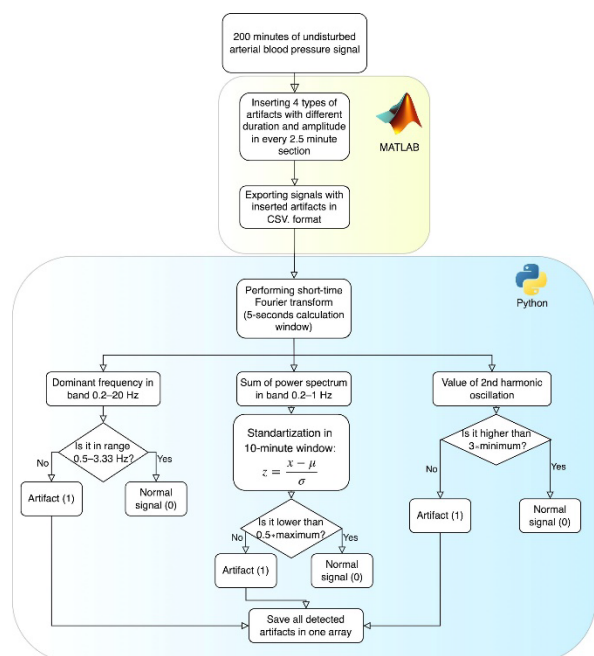 200 minutes of undisturbed
arterial blood pressure signal
Inserting 4 types of
artifacts with different
duration and amplitude
in every 2.5 minute
section
MATLAB
Exporting signals with
inserted artifacts in
CSV. format
Python
Performing short-time
Fourier transform
(5-seconds calculation
window)
Dominant frequency in
band 0.2–20 Hz
Sum of power spectrum
in band 0.2–1 Hz
Value of 2nd harmonic
oscillation
Is it in range
0.5–3.33 Hz?
No
Yes
Artifact (1)
Normal
signal (0)
Standartization in
10-minute window:
z = (x − μ) / σ
Is it lower than
0.5∗maximum?
No
Yes
Artifact (1)
Normal
signal (0)
Is it higher than
3∗minimum?
No
Yes
Artifact (1)
Normal
signal (0)
Save all detected
artifacts in one array